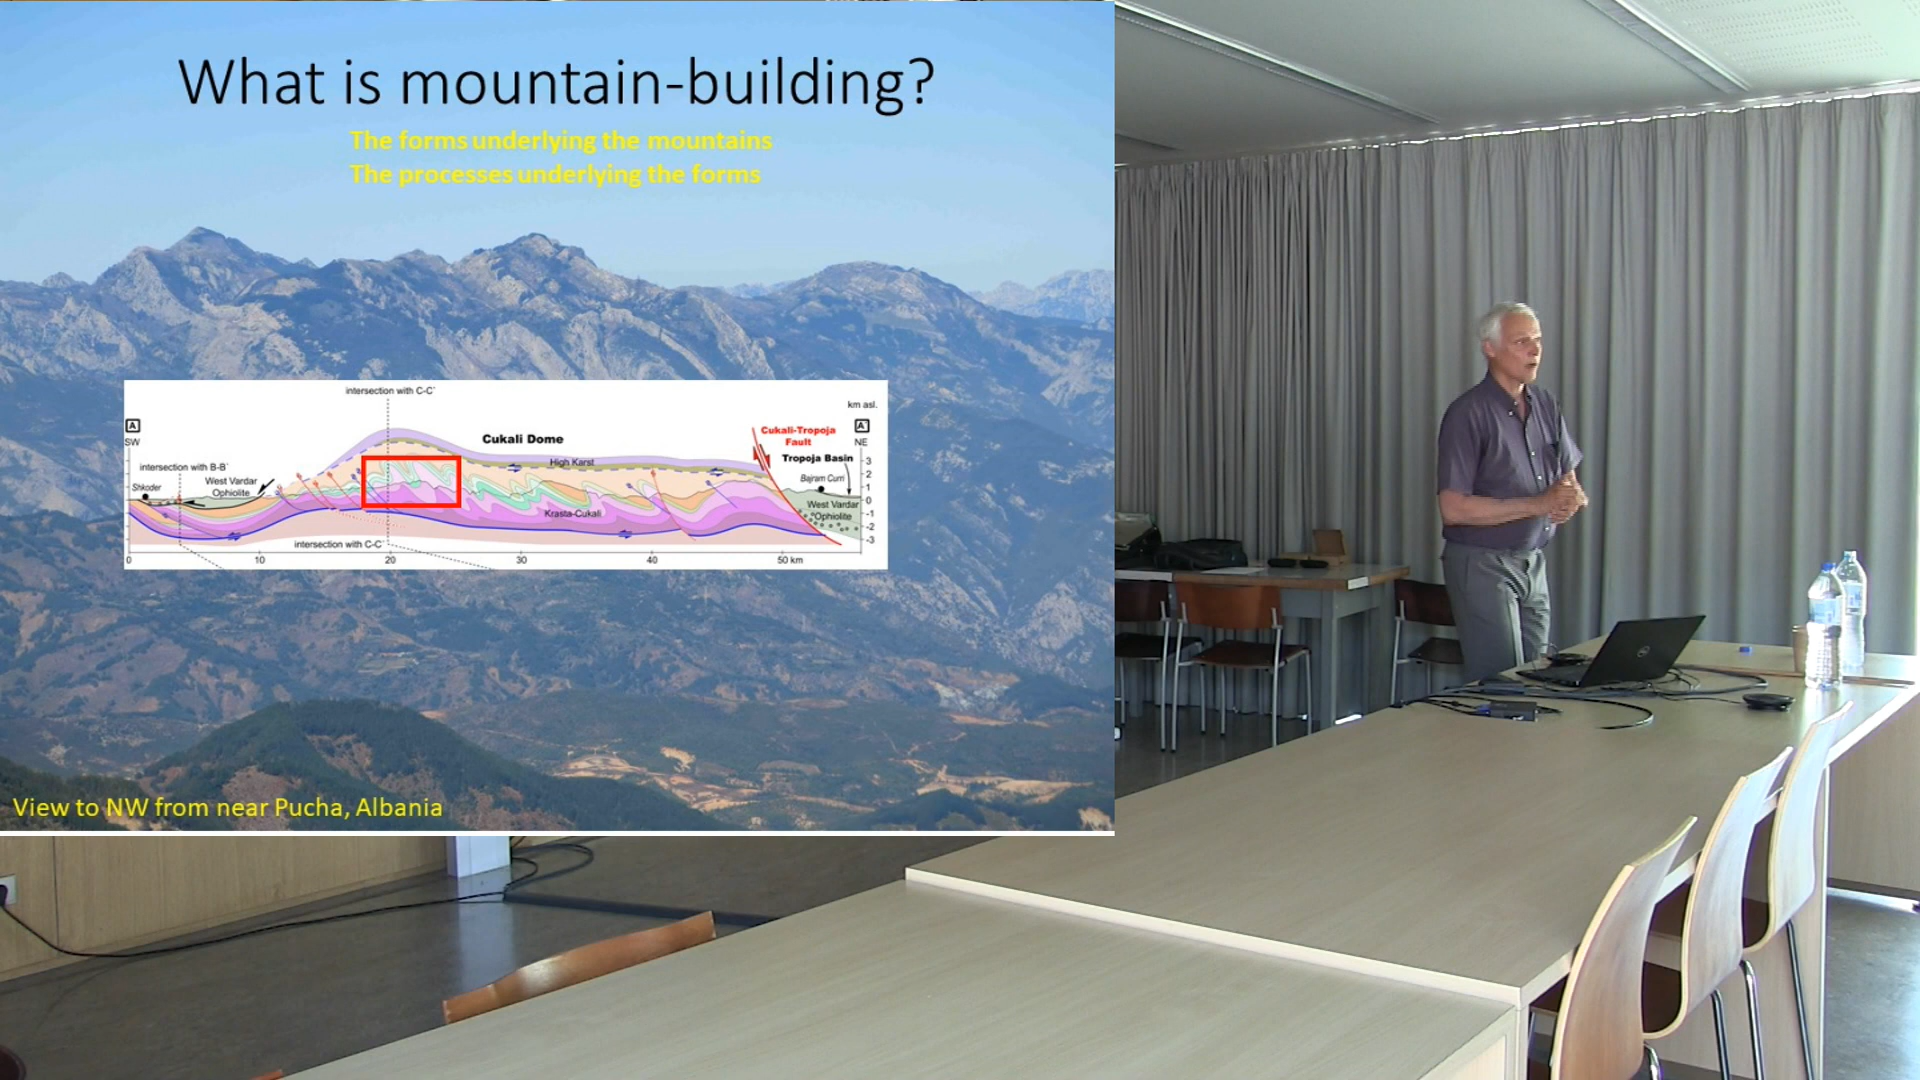 What is mountain-building?
The forms underlying the mountains
The processes underlying the forms
intersection with C-C´
km asl.
A
A´
SW
Cukali Dome
Cukali-Tropoja
Fault
NE
intersection with B-B´
High Karst
Tropoja Basin
Shkoder
West Vardar
Ophiolite
Bajram Curri
Krasta-Cukali
West Vardar
Ophiolite
3
2
1
0
-1
-2
-3
intersection with C-C´
0
10
20
30
40
50 km
View to NW from near Pucha, Albania
DELL